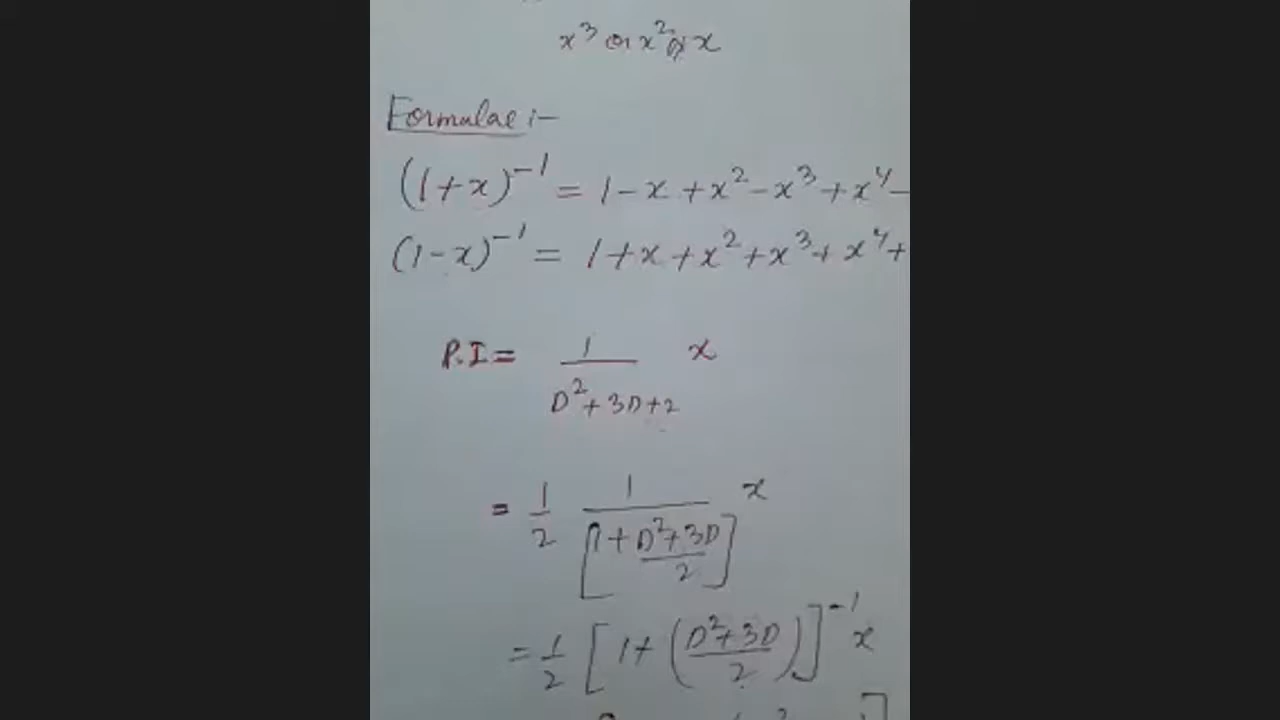 x³ or x² or x
Formulae :-
(1+x)⁻¹ = 1 - x + x² - x³ + x⁴ -
(1-x)⁻¹ = 1 + x + x² + x³ + x⁴ +
P.I = 1/(D²+3D+2) x
= 1/2 1/[1 + (D²+3D)/2] x
= 1/2 [1 + ((D²+3D)/2)]⁻¹ x